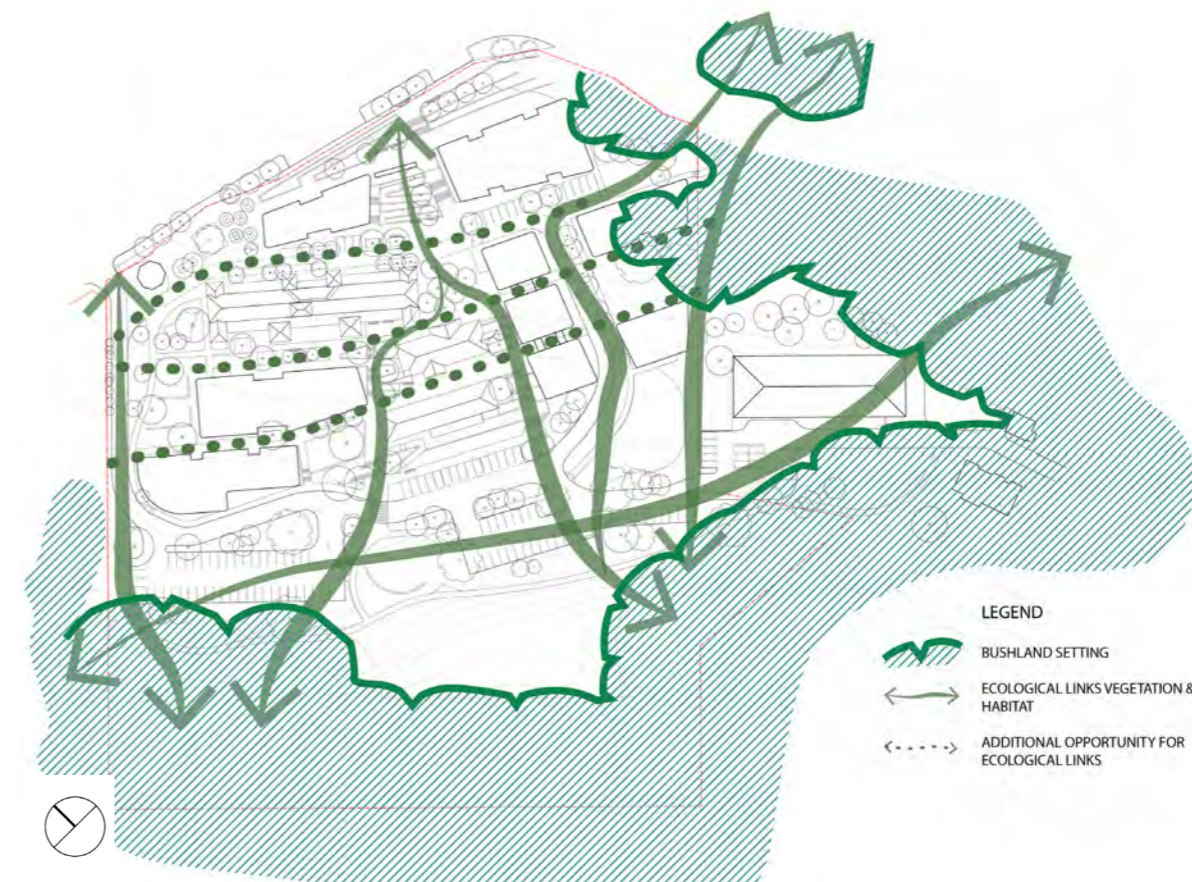 LEGEND
BUSHLAND SETTING
ECOLOGICAL LINKS VEGETATION &
HABITAT
ADDITIONAL OPPORTUNITY FOR
ECOLOGICAL LINKS